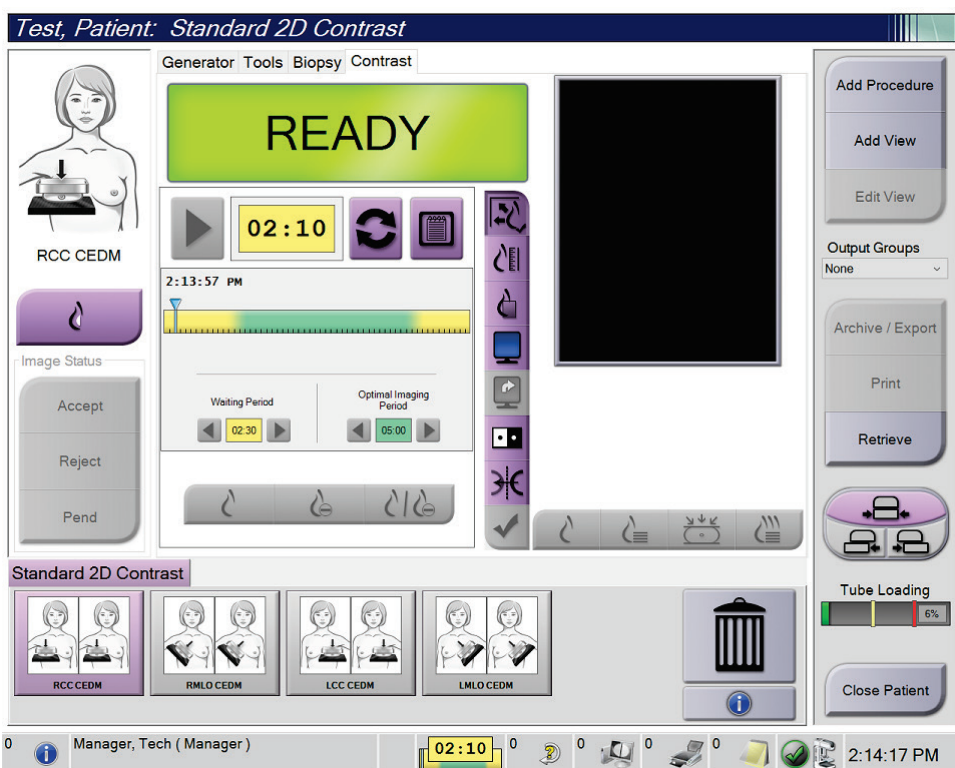 Test, Patient: Standard 2D Contrast
Generator Tools Biopsy Contrast
READY
RCC CEDM
02:10
2:13:57 PM
Waiting Period
Optimal Imaging
Period
02:30
05:00
Image Status
Accept
Reject
Pend
Add Procedure
Add View
Edit View
Output Groups
None
Archive / Export
Print
Retrieve
Tube Loading
6%
Close Patient
Standard 2D Contrast
RCC CEDM
RMLO CEDM
LCC CEDM
LMLO CEDM
0 Manager, Tech ( Manager ) 02:10 0 0 0 0 2:14:17 PM